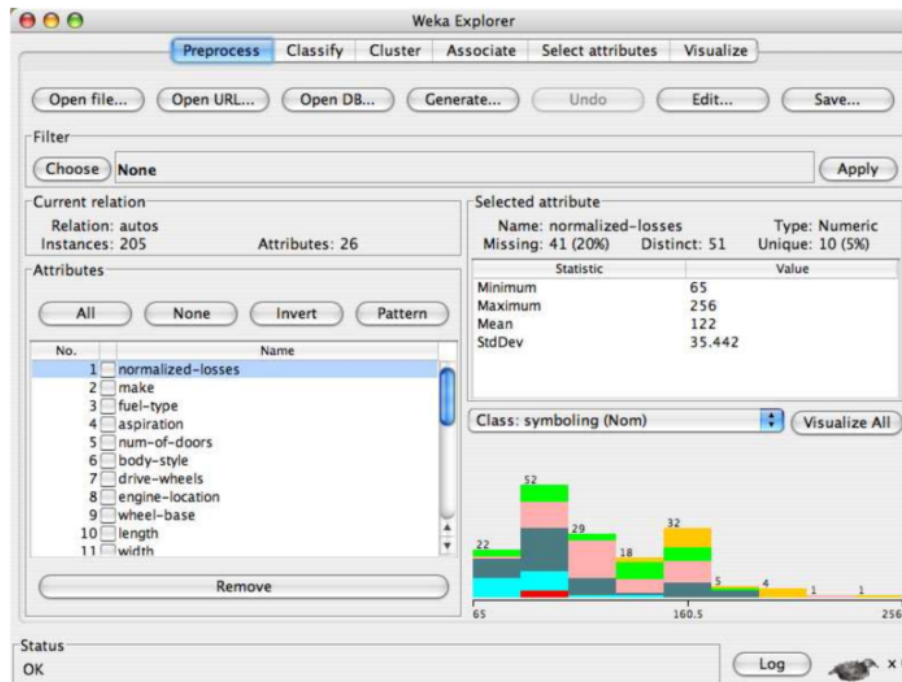 Weka Explorer
Preprocess Classify Cluster Associate Select attributes Visualize
Open file... Open URL... Open DB... Generate... Undo Edit... Save...
Filter
Choose None Apply
Current relation
Relation: autos
Instances: 205 Attributes: 26
Attributes
All None Invert Pattern
No. Name
1 normalized-losses
2 make
3 fuel-type
4 aspiration
5 num-of-doors
6 body-style
7 drive-wheels
8 engine-location
9 wheel-base
10 length
11 width
Remove
Selected attribute
Name: normalized-losses Type: Numeric
Missing: 41 (20%) Distinct: 51 Unique: 10 (5%)
Statistic Value
Minimum 65
Maximum 256
Mean 122
StdDev 35.442
Class: symboling (Nom) Visualize All
22 52 29 18 32 5 4 1 1
65 160.5 256
Status
OK Log x